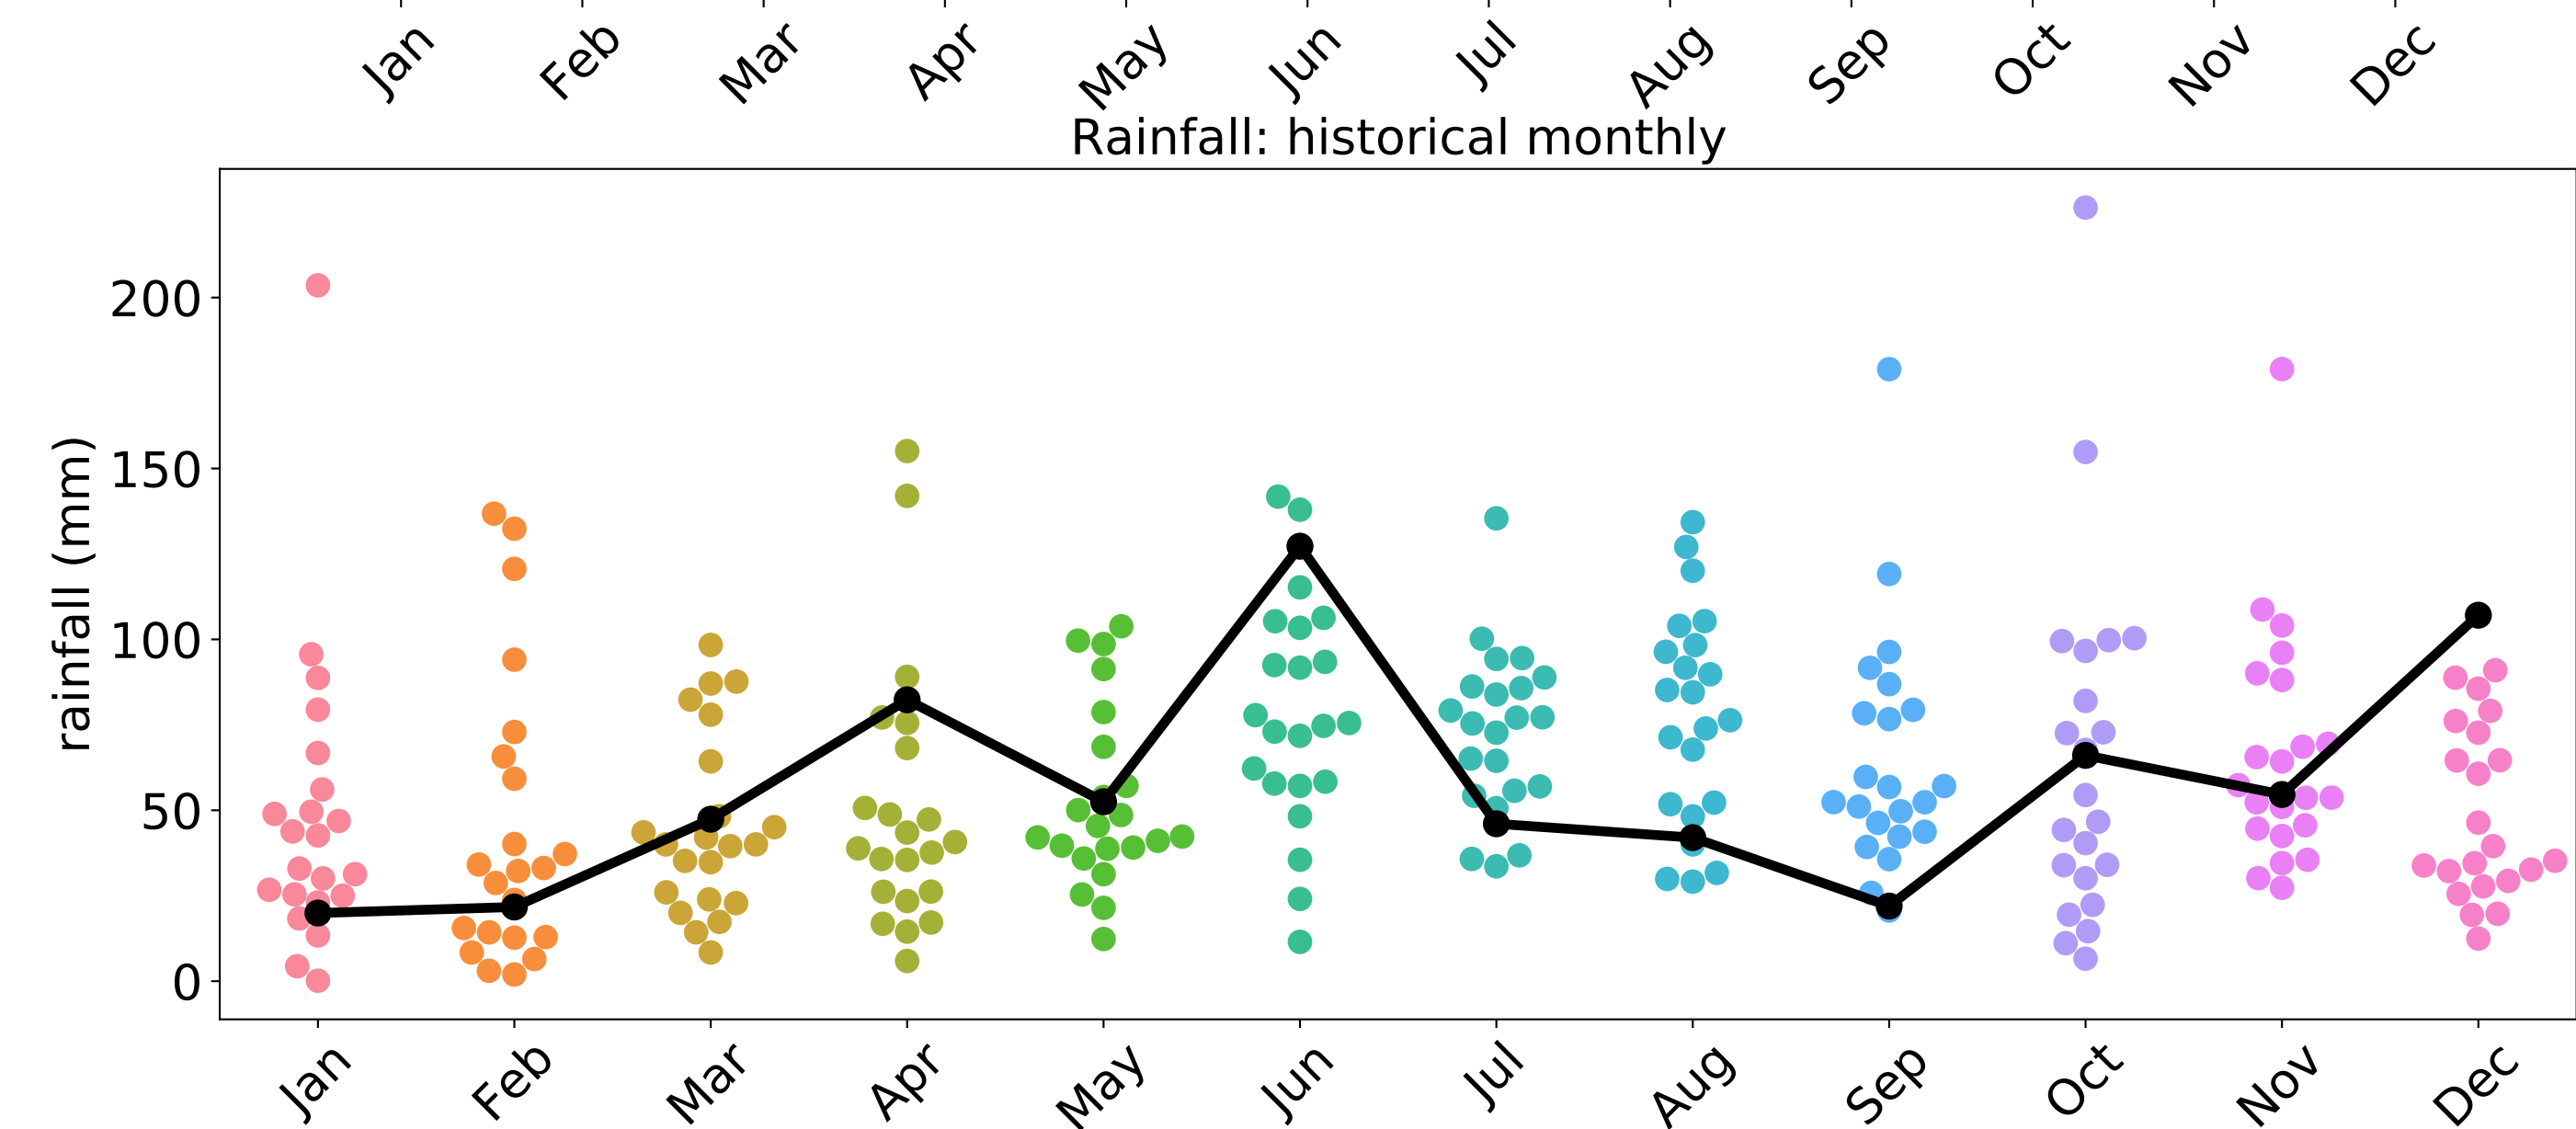 Jan Feb Mar Apr May Jun Jul Aug Sep Oct Nov Dec
Rainfall: historical monthly
rainfall (mm)
200
150
100
50
0
Jan Feb Mar Apr May Jun Jul Aug Sep Oct Nov Dec